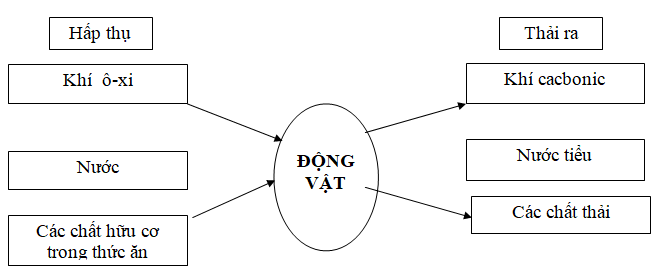 Hấp thụ
Thải ra
Khí ô-xi
Khí cacbonic
ĐỘNG
VẬT
Nước
Nước tiểu
Các chất hữu cơ
trong thức ăn
Các chất thải